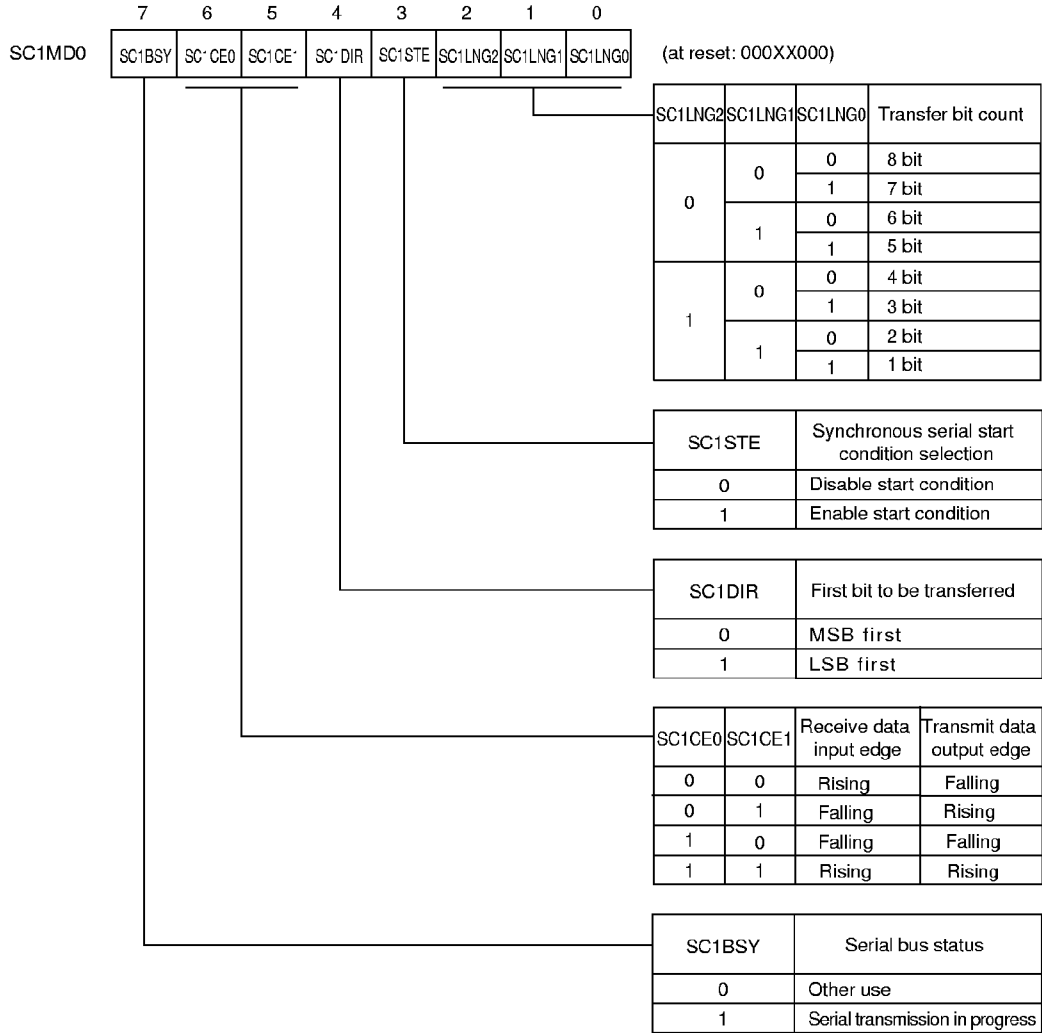 7 6 5 4 3 2 1 0
SC1MD0 SC1BSY SC1CE0 SC1CE1 SC1DIR SC1STE SC1LNG2 SC1LNG1 SC1LNG0 (at reset: 000XX000)
SC1LNG2 SC1LNG1 SC1LNG0 Transfer bit count
0 0 0 8 bit
1 7 bit
1 0 6 bit
1 5 bit
1 0 0 4 bit
1 3 bit
1 0 2 bit
1 1 bit
SC1STE Synchronous serial start
condition selection
0 Disable start condition
1 Enable start condition
SC1DIR First bit to be transferred
0 MSB first
1 LSB first
SC1CE0 SC1CE1 Receive data Transmit data
input edge output edge
0 0 Rising Falling
0 1 Falling Rising
1 0 Falling Falling
1 1 Rising Rising
SC1BSY Serial bus status
0 Other use
1 Serial transmission in progress